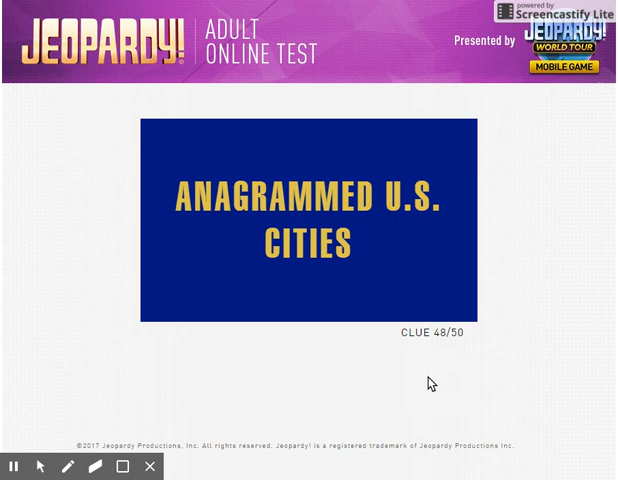 powered by
Screencastify Lite
JEOPARDY!
ADULT
ONLINE TEST
Presented by
JEOPARDY!
WORLD TOUR
MOBILE GAME
ANAGRAMMED U.S.
CITIES
CLUE 48/50
©2017 Jeopardy Productions, Inc. All rights reserved. Jeopardy! is a registered trademark of Jeopardy Productions Inc.